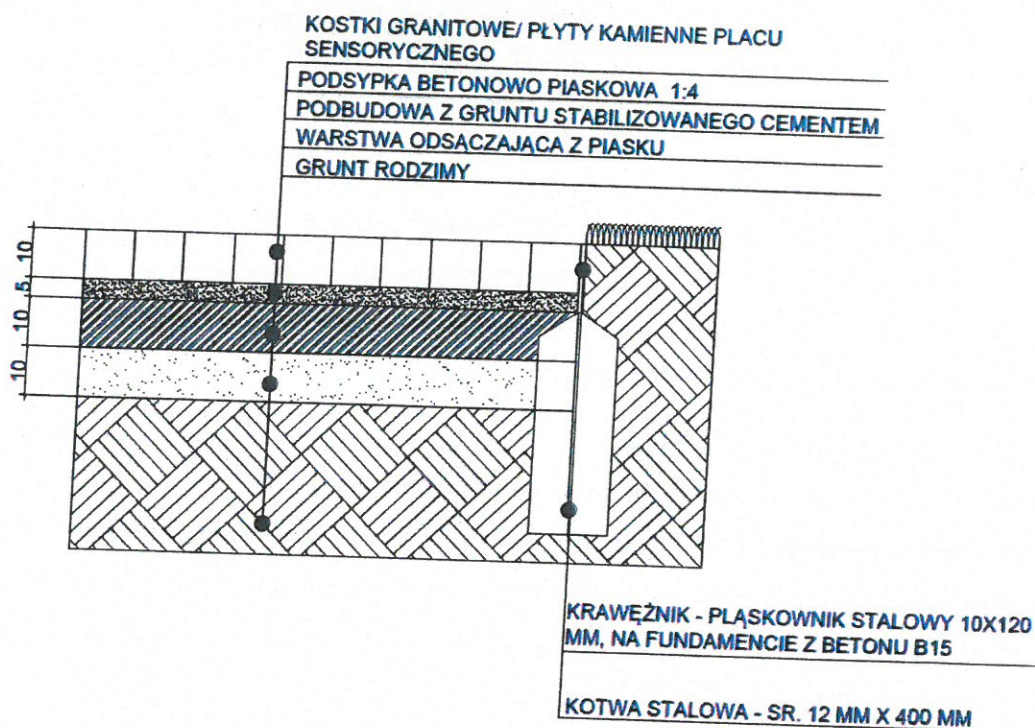 KOSTKI GRANITOWE/ PŁYTY KAMIENNE PLACU
SENSORYCZNEGO
PODSYPKA BETONOWO PIASKOWA 1:4
PODBUDOWA Z GRUNTU STABILIZOWANEGO CEMENTEM
WARSTWA ODSĄCZAJĄCA Z PIASKU
GRUNT RODZIMY
10
5
10
10
KRAWĘŻNIK - PLĄSKOWNIK STALOWY 10X120
MM, NA FUNDAMENCIE Z BETONU B15
KOTWA STALOWA - SR. 12 MM X 400 MM